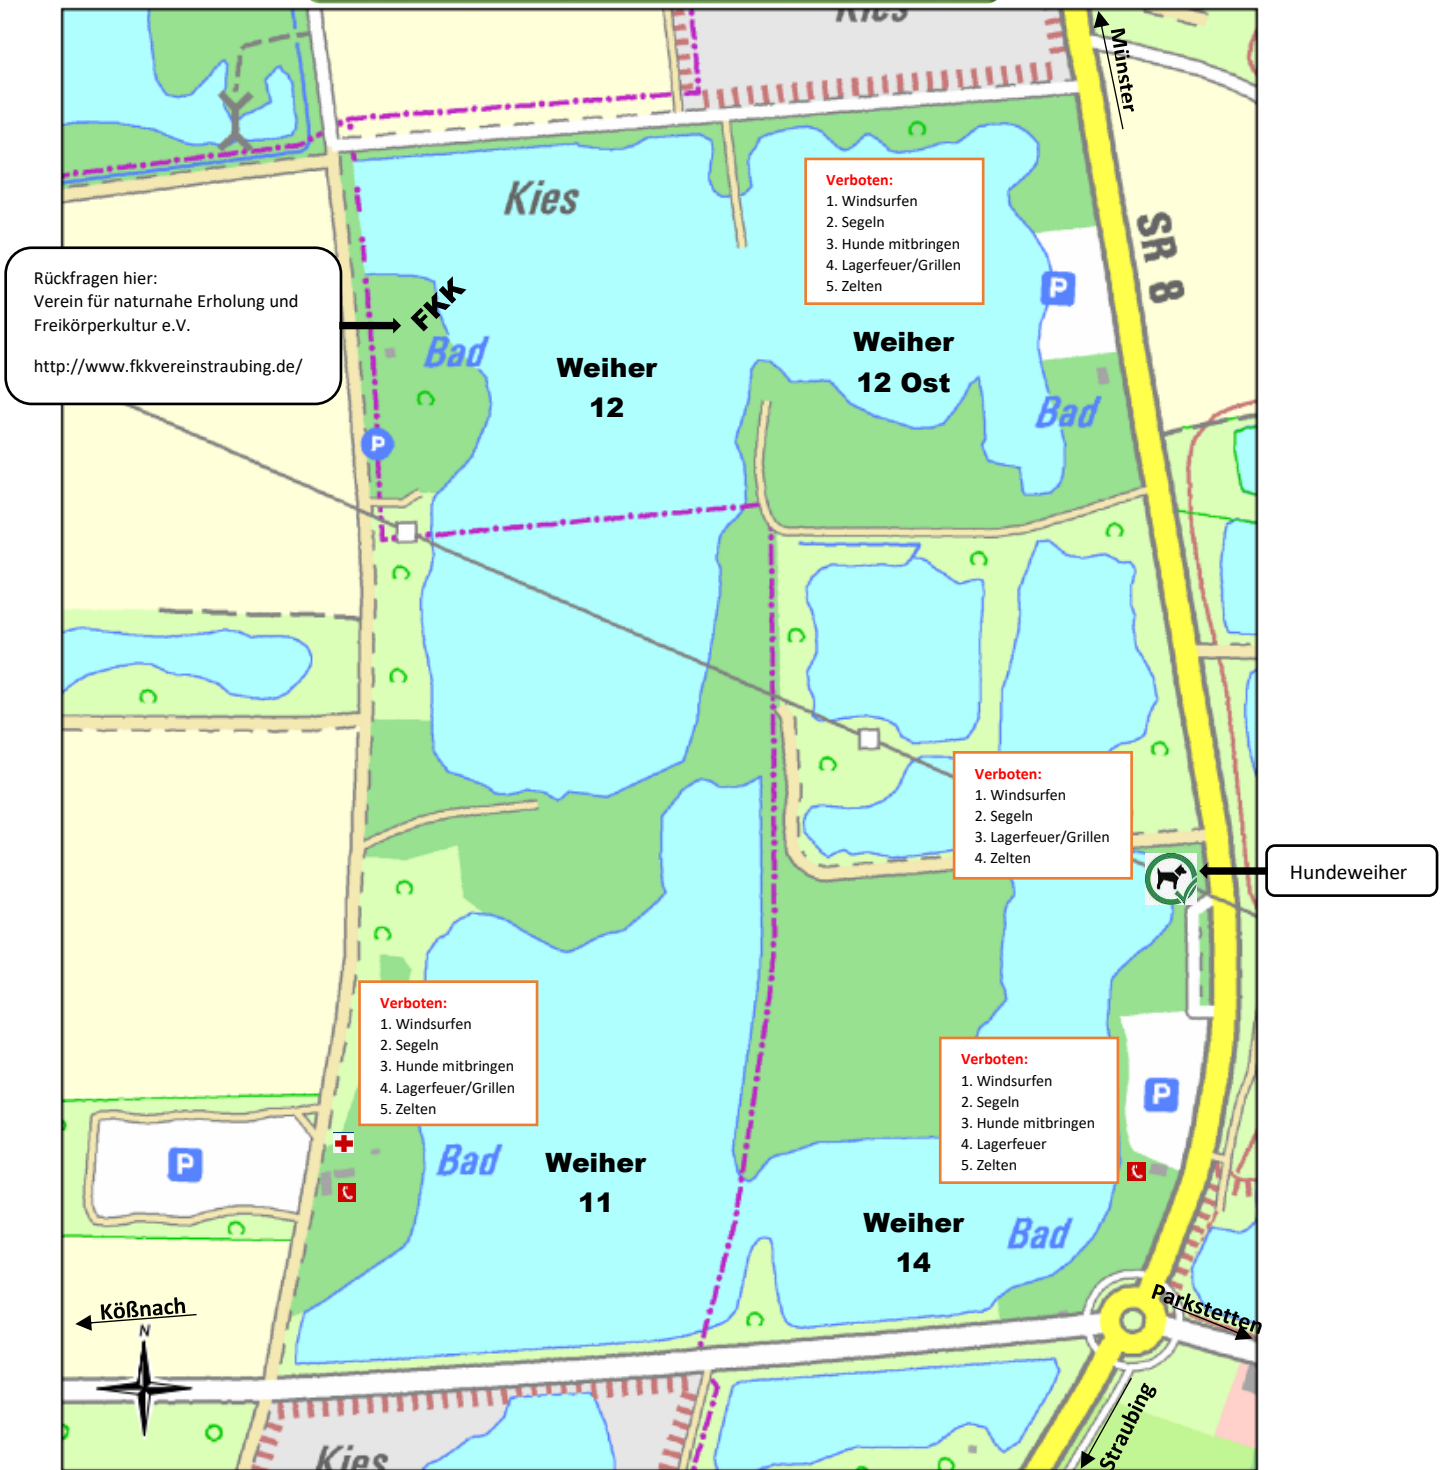 Kies
Münster
Kies
Verboten:
1. Windsurfen
2. Segeln
3. Hunde mitbringen
4. Lagerfeuer/Grillen
5. Zelten
SR 8
P
Rückfragen hier:
Verein für naturnahe Erholung und
Freikörperkultur e.V.
http://www.fkkvereinstraubing.de/
FKK
Bad
Weiher
12
Weiher
12 Ost
Bad
P
Verboten:
1. Windsurfen
2. Segeln
3. Lagerfeuer/Grillen
4. Zelten
Hundeweiher
Verboten:
1. Windsurfen
2. Segeln
3. Hunde mitbringen
4. Lagerfeuer/Grillen
5. Zelten
Verboten:
1. Windsurfen
2. Segeln
3. Hunde mitbringen
4. Lagerfeuer
5. Zelten
P
P
Bad
Weiher
11
Weiher
14
Bad
Kößnach
N
Parkstetten
Straubing
Kies